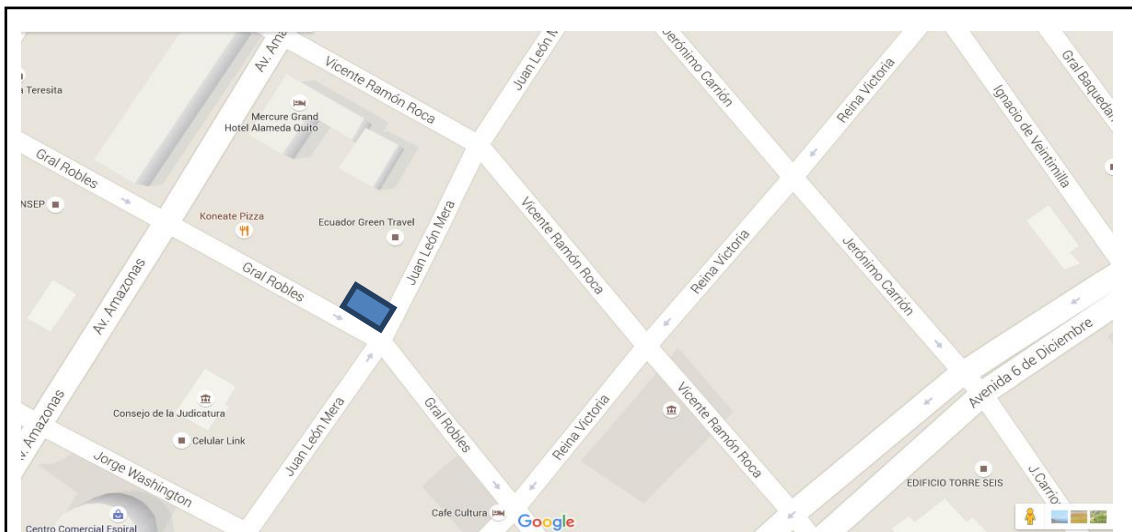 Av. Ama
Vicente Ramón Roca
Juan León M
Jerónimo Carrión
Reina Victoria
Gral Baquedan
Ignacio de Veintimilla
a Teresita
Mercure Grand
Hotel Alameda Quito
Gral Robles
NSEP
Koneate Pizza
Ecuador Green Travel
Juan León Mera
Vicente Ramón Roca
Reina Victoria
Jerónimo Carrión
Gral Robles
Av. Amazonas
Avenida 6 de Diciembre
Av. Amazonas
Consejo de la Judicatura
Celular Link
Juan León Mera
Gral Robles
Reina Victoria
Vicente Ramón Roca
Jorge Washington
EDIFICIO TORRE SEIS
J.Carrió
Cafe Cultura
Google
Centro Comercial Espiral